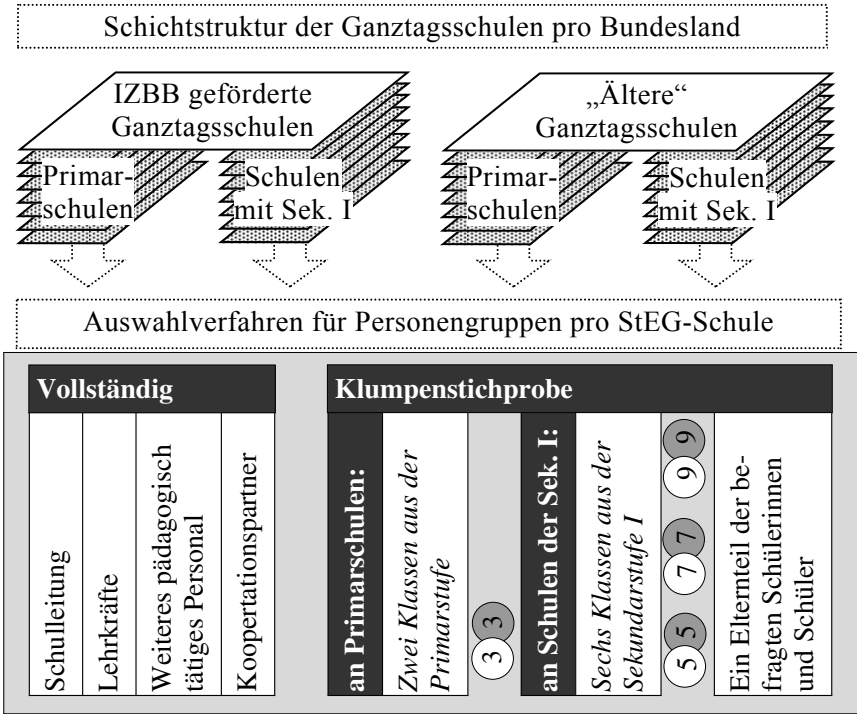 Schichtstruktur der Ganztagsschulen pro Bundesland
IZBB geförderte
Ganztagsschulen
„Ältere“
Ganztagsschulen
Primar-
schulen
Schulen
mit Sek. I
Primar-
schulen
Schulen
mit Sek. I
Auswahlverfahren für Personengruppen pro StEG-Schule
Vollständig
Schulleitung
Lehrkräfte
Weiteres pädagogisch
tätiges Personal
Koopertationspartner
Klumpenstichprobe
an Primarschulen:
Zwei Klassen aus der
Primarstufe
3 3
an Schulen der Sek. I:
Sechs Klassen aus der
Sekundarstufe I
5 5 7 7 9 9
Ein Elternteil der be-
fragten Schülerinnen
und Schüler